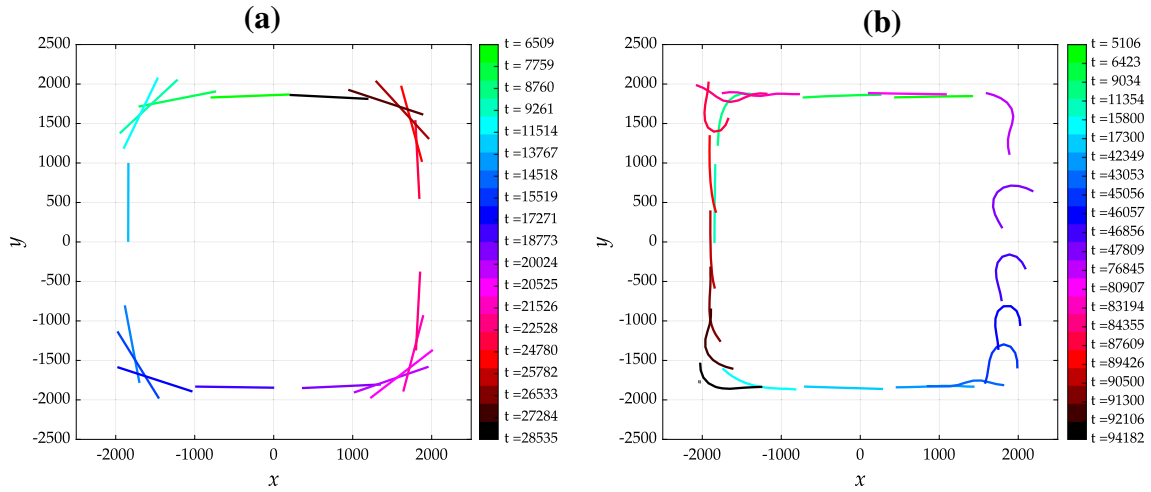 (a)
2500
2000
1500
1000
500
0
-500
-1000
-1500
-2000
-2500
y
-2000
-1000
0
1000
2000
x
t = 6509
t = 7759
t = 8760
t = 9261
t =11514
t =13767
t =14518
t =15519
t =17271
t =18773
t =20024
t =20525
t =21526
t =22528
t =24780
t =25782
t =26533
t =27284
t =28535
(b)
2500
2000
1500
1000
500
0
-500
-1000
-1500
-2000
-2500
y
-2000
-1000
0
1000
2000
x
t = 5106
t = 6423
t = 9034
t =11354
t =15800
t =17300
t =42349
t =43053
t =45056
t =46057
t =46856
t =47809
t =76845
t =80907
t =83194
t =84355
t =87609
t =89426
t =90500
t =91300
t =92106
t =94182